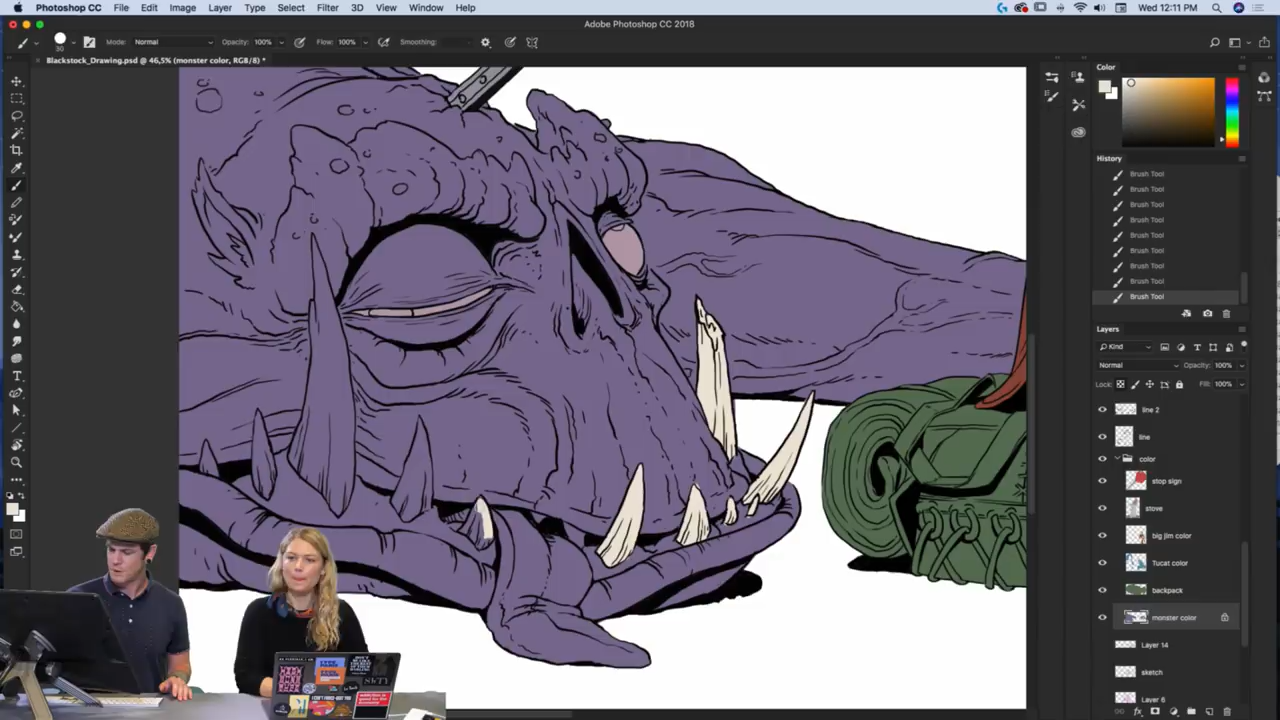 Photoshop CC File Edit Image Layer Type Select Filter 3D View Window Help
Wed 12:11 PM
Adobe Photoshop CC 2018
30
Mode: Normal
Opacity: 100%
Flow: 100%
Smoothing:
Blackstock_Drawing.psd @ 46,5% (monster color, RGB/8) *
Color
History
Brush Tool
Brush Tool
Brush Tool
Brush Tool
Brush Tool
Brush Tool
Brush Tool
Brush Tool
Brush Tool
Layers
Kind
Normal
Opacity: 100%
Lock:
Fill: 100%
line 2
line
color
stop sign
stove
big jim color
Tucat color
backpack
monster color
Layer 14
sketch
Layer 6